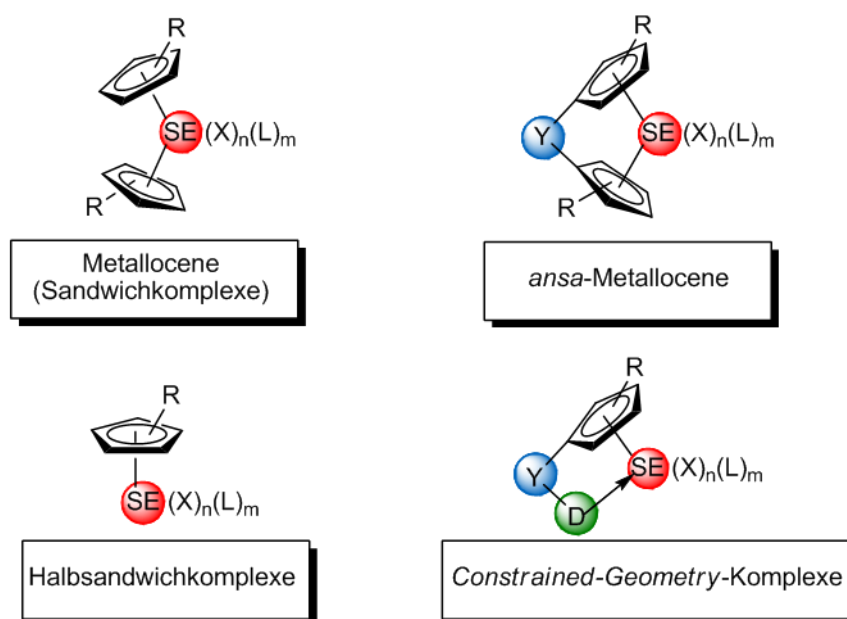 R
SE (X)n(L)m
R
Metallocene
(Sandwichkomplexe)
R
Y
SE (X)n(L)m
R
ansa-Metallocene
R
SE (X)n(L)m
Halbsandwichkomplexe
R
Y
SE (X)n(L)m
D
Constrained-Geometry-Komplexe